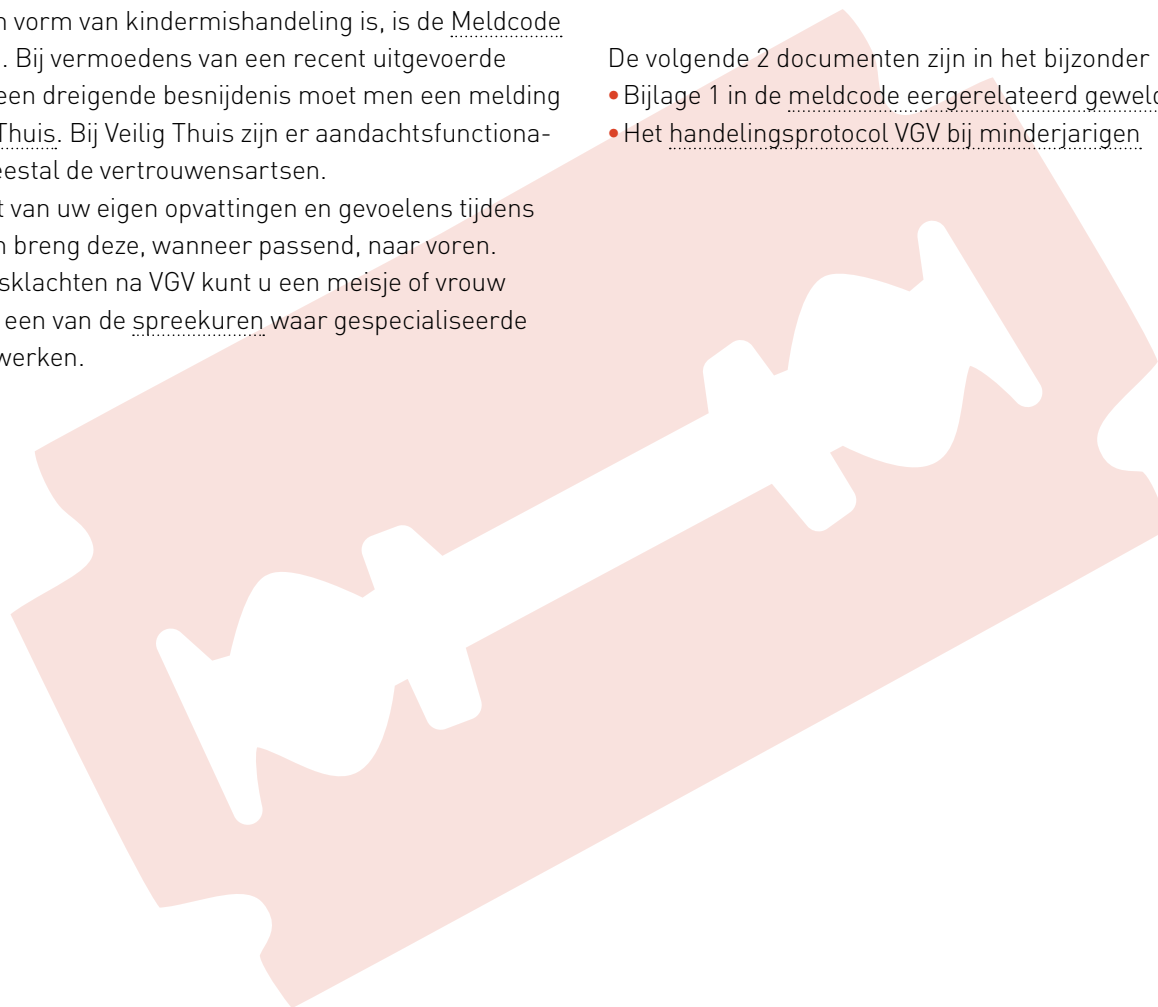 n vorm van kindermishandeling is, is de Meldcode
. Bij vermoedens van een recent uitgevoerde
een dreigende besnijdenis moet men een melding
Thuis. Bij Veilig Thuis zijn er aandachtsfunctiona-
eestal de vertrouwensartsen.
t van uw eigen opvattingen en gevoelens tijdens
n breng deze, wanneer passend, naar voren.
sklachten na VGV kunt u een meisje of vrouw
een van de spreekuren waar gespecialiseerde
werken.
De volgende 2 documenten zijn in het bijzonder
• Bijlage 1 in de meldcode eergerelateerd geweld
• Het handelingsprotocol VGV bij minderjarigen